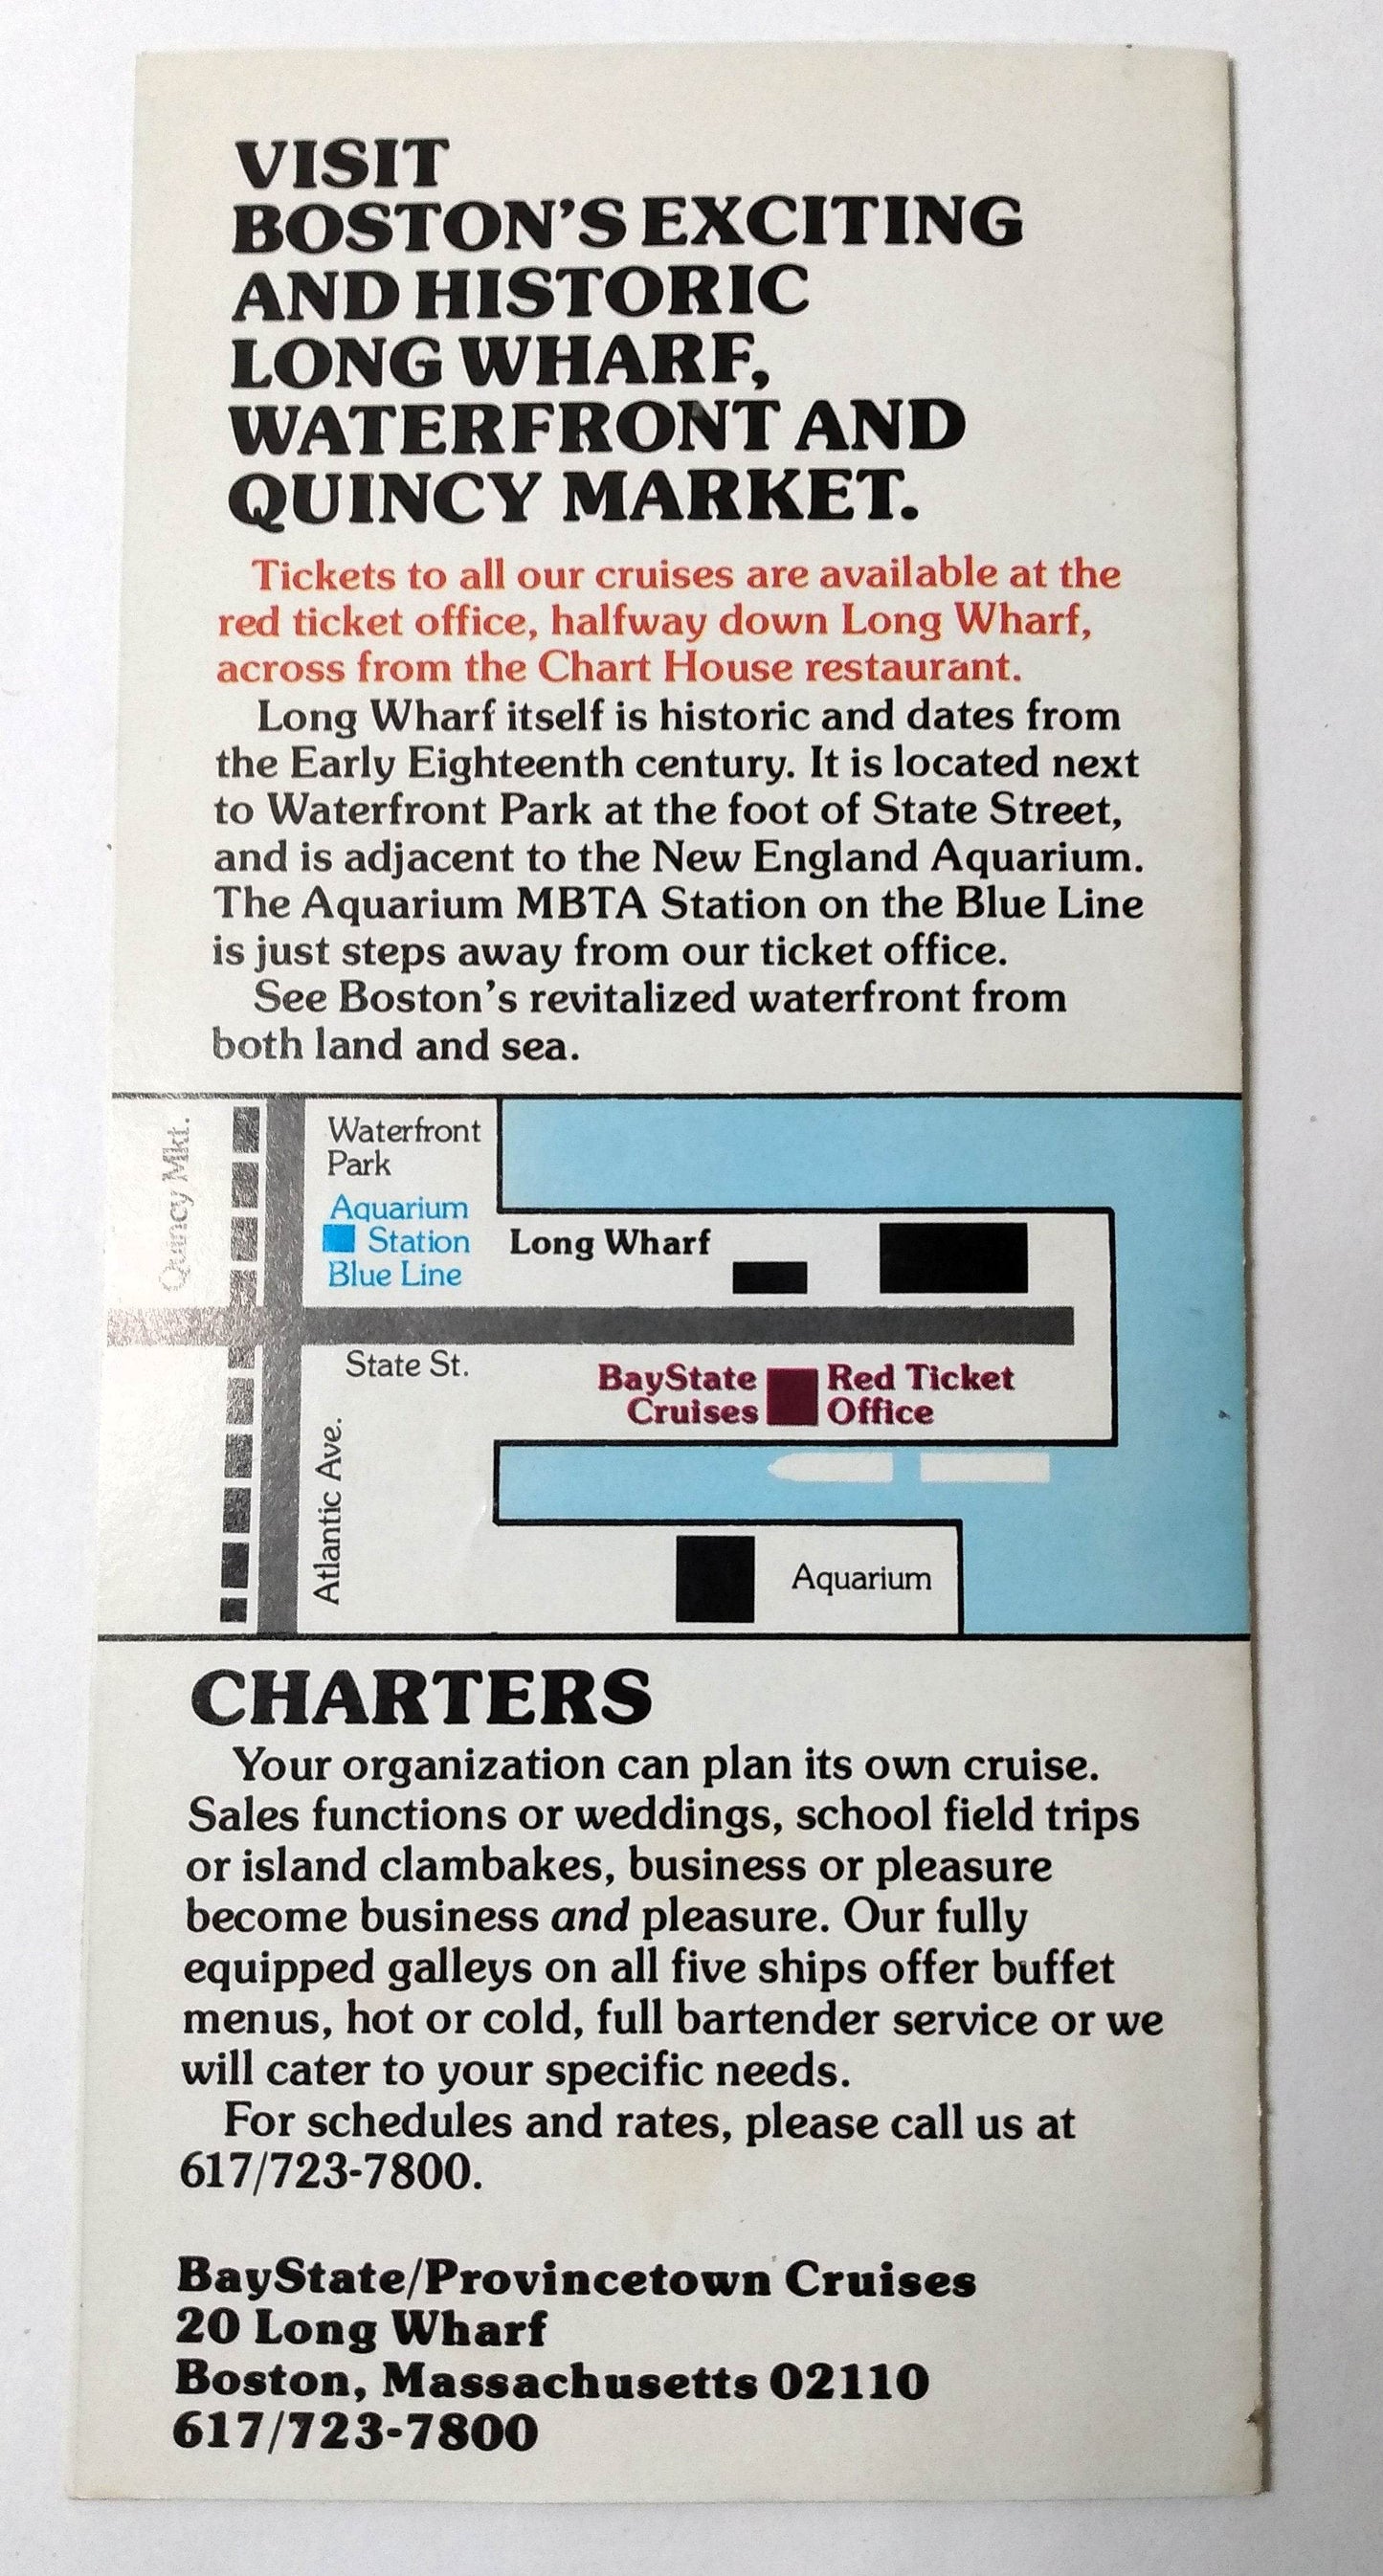 VISIT
BOSTON'S EXCITING
AND HISTORIC
LONG WHARF,
WATERFRONT AND
QUINCY MARKET.
Tickets to all our cruises are available at the
red ticket office, halfway down Long Wharf,
across from the Chart House restaurant.
Long Wharf itself is historic and dates from
the Early Eighteenth century. It is located next
to Waterfront Park at the foot of State Street,
and is adjacent to the New England Aquarium.
The Aquarium MBTA Station on the Blue Line
is just steps away from our ticket office.
See Boston's revitalized waterfront from
both land and sea.
Quincy Mkt.
Waterfront
Park
Aquarium
Station
Blue Line
Long Wharf
State St.
Atlantic Ave.
BayState
Cruises
Red Ticket
Office
Aquarium
CHARTERS
Your organization can plan its own cruise.
Sales functions or weddings, school field trips
or island clambakes, business or pleasure
become business and pleasure. Our fully
equipped galleys on all five ships offer buffet
menus, hot or cold, full bartender service or we
will cater to your specific needs.
For schedules and rates, please call us at
617/723-7800.
BayState/Provincetown Cruises
20 Long Wharf
Boston, Massachusetts 02110
617/723-7800